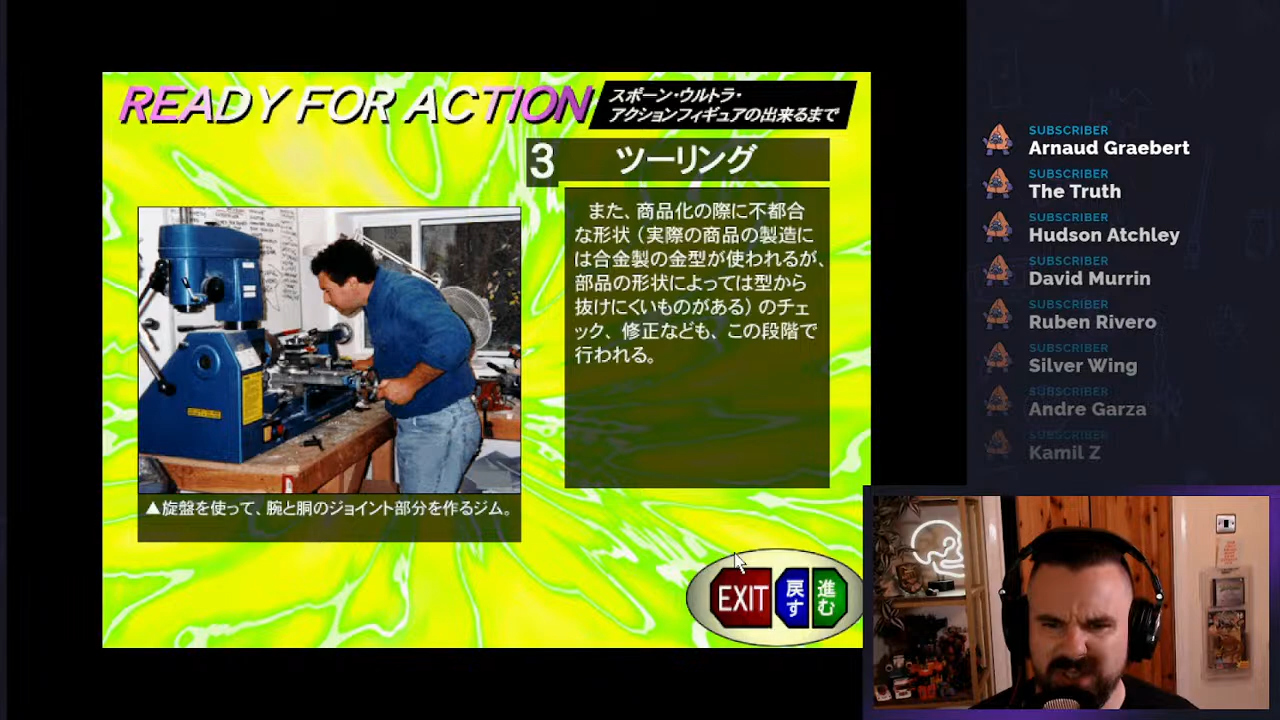 READY FOR ACTION
スポーン・ウルトラ・
アクションフィギュアの出来るまで
3 ツーリング
また、商品化の際に不都合
な形状（実際の商品の製造に
は合金製の金型が使われるが、
部品の形状によっては型から
抜けにくいものがある）のチェ
ック、修正なども、この段階で
行われる。
▲旋盤を使って、腕と胴のジョイント部分を作るジム。
EXIT
戻す
進む
SUBSCRIBER
Arnaud Graebert
SUBSCRIBER
The Truth
SUBSCRIBER
Hudson Atchley
SUBSCRIBER
David Murrin
SUBSCRIBER
Ruben Rivero
SUBSCRIBER
Silver Wing
SUBSCRIBER
Andre Garza
SUBSCRIBER
Kamil Z